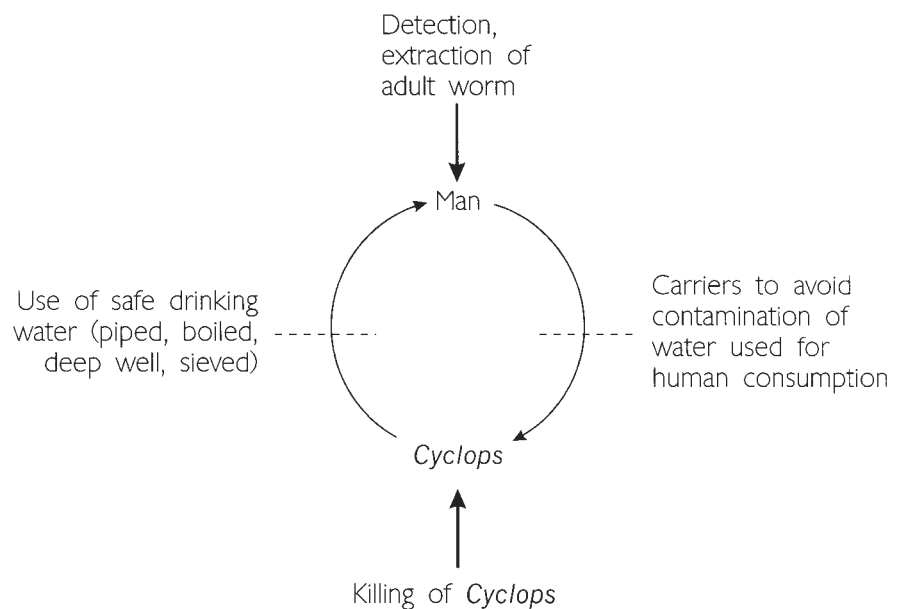 Detection,
extraction of
adult worm
Man
Use of safe drinking
water (piped, boiled,
deep well, sieved)
Carriers to avoid
contamination of
water used for
human consumption
Cyclops
Killing of Cyclops